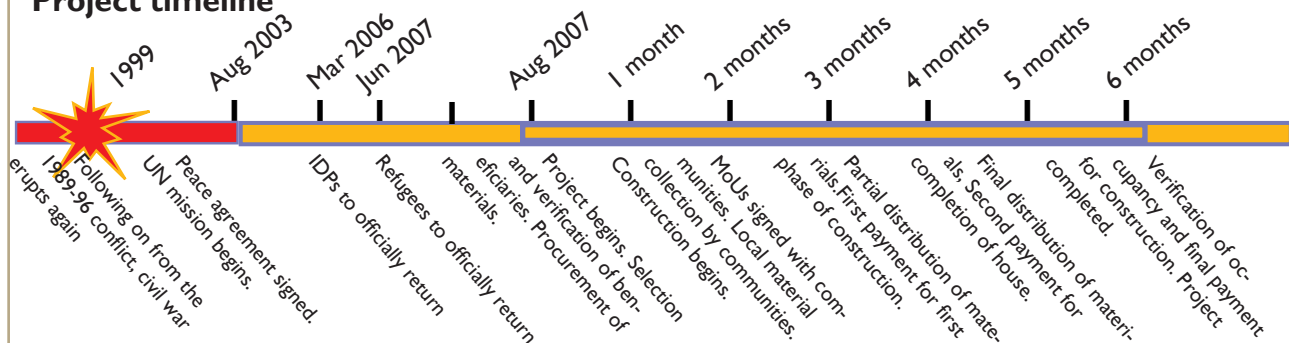 Project timeline
1999
Aug 2003
Mar 2006
Jun 2007
Aug 2007
1 month
2 months
3 months
4 months
5 months
6 months
Following on from the
1989-96 conflict, civil war
erupts again
Peace agreement signed.
UN mission begins.
IDPs to officially return
Refugees to officially return
Project begins. Selection
and verification of ben-
eficiaries. Procurement of
materials.
MoUs signed with com-
munities. Local material
collection by communities.
Construction begins.
Partial distribution of mate-
rials.First payment for first
phase of construction.
Final distribution of materi-
als, Second payment for
completion of house.
Verification of oc-
cupancy and final payment
for construction. Project
completed.